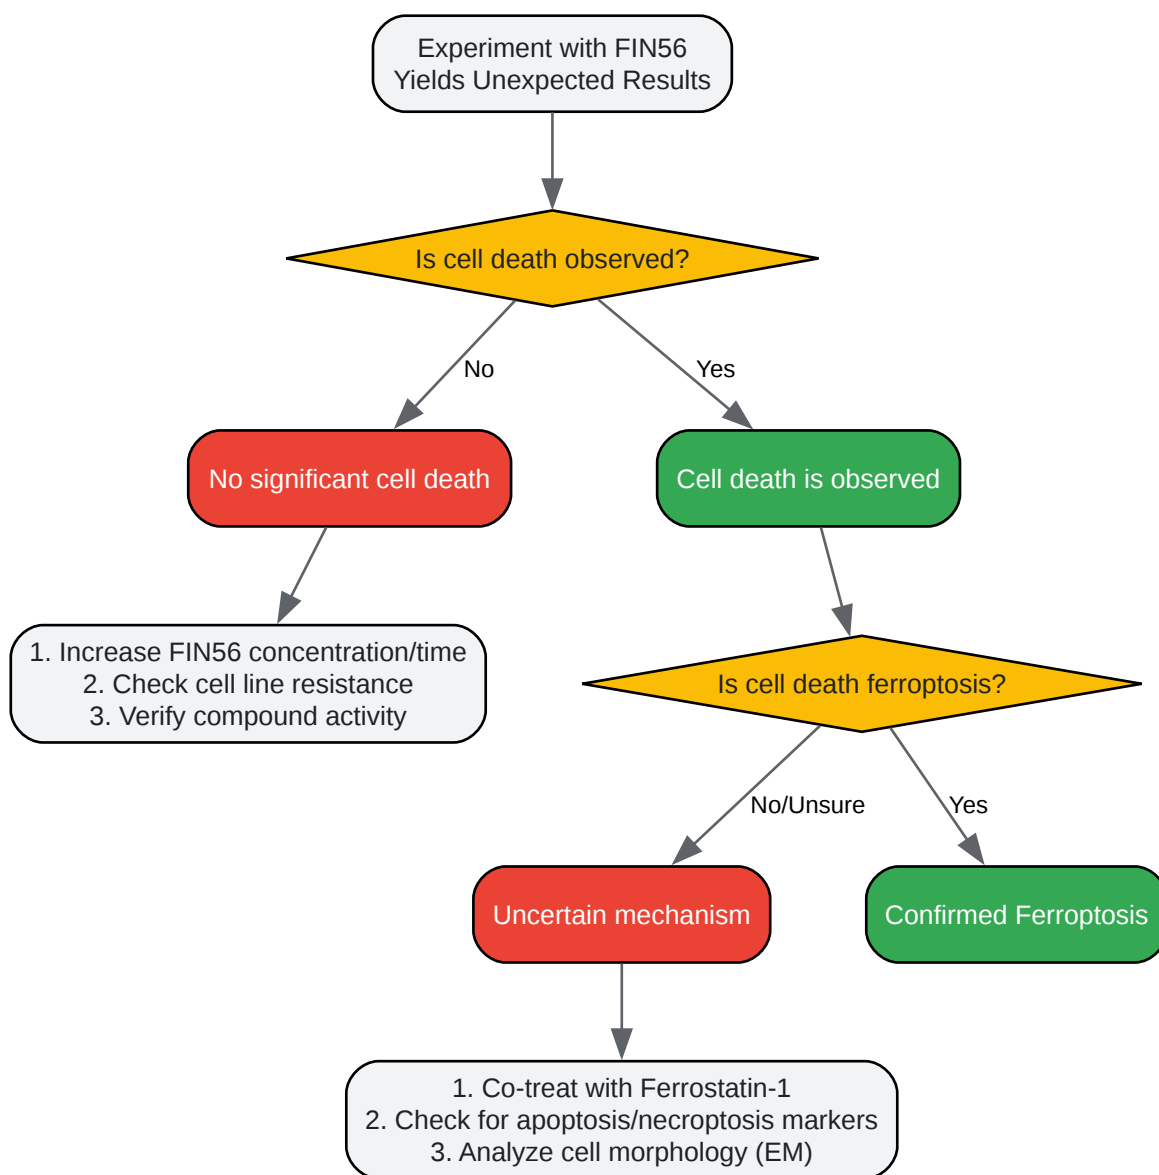 Experiment with FIN56
Yields Unexpected Results
Is cell death observed?
No
Yes
No significant cell death
Cell death is observed
1. Increase FIN56 concentration/time
2. Check cell line resistance
3. Verify compound activity
Is cell death ferroptosis?
No/Unsure
Yes
Uncertain mechanism
Confirmed Ferroptosis
1. Co-treat with Ferrostatin-1
2. Check for apoptosis/necroptosis markers
3. Analyze cell morphology (EM)